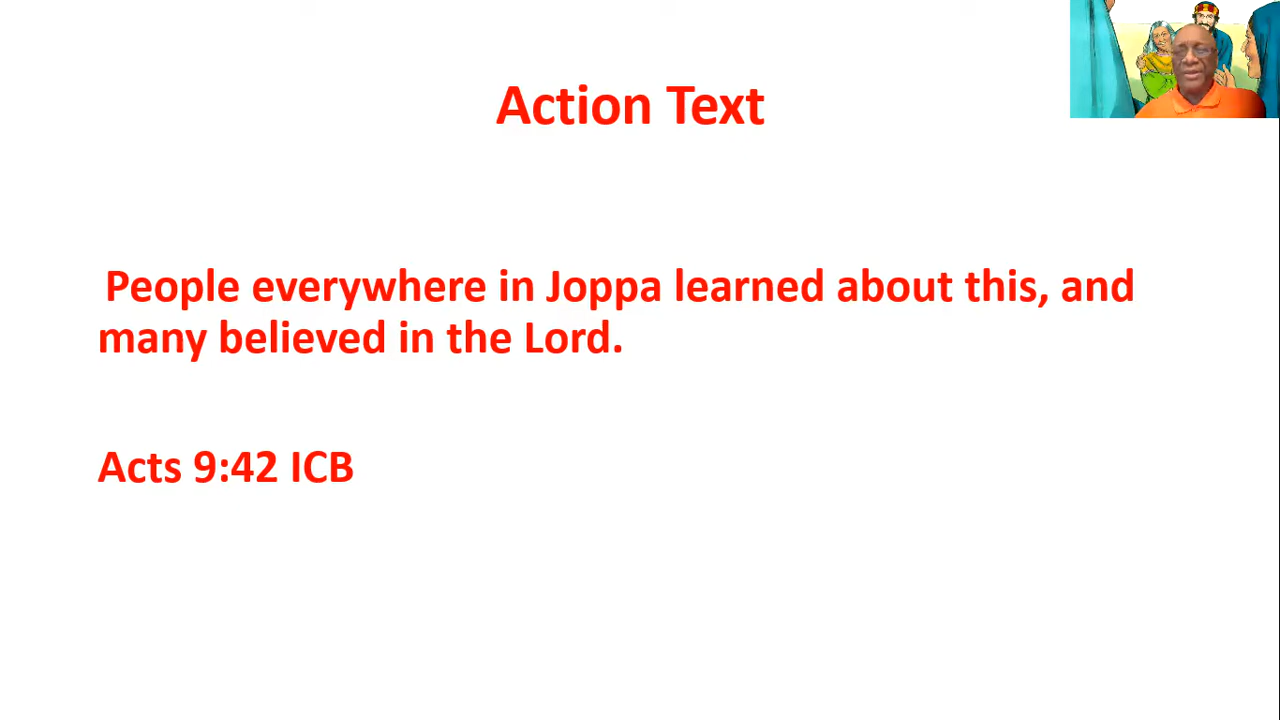 Action Text
People everywhere in Joppa learned about this, and
many believed in the Lord.
Acts 9:42 ICB